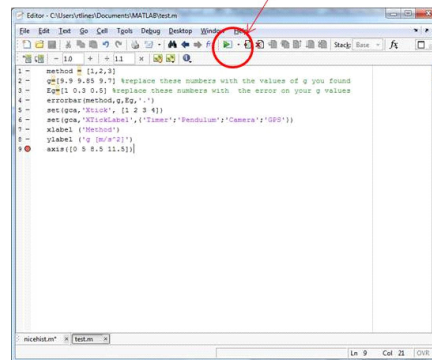 Editor - C:\Users\rtlines\Documents\MATLAB\test.m
File Edit Text Go Cell Tools Debug Desktop Window Help
Stack: Base fx
- 1.0 + ÷ 1.1 ×
1 - method = [1,2,3]
2 - g=[9.9 9.85 9.7] %replace these numbers with the values of g you found
3 - Eg=[1 0.3 0.5] %replace these numbers with the error on your g values
4 - errorbar(method,g,Eg,'.')
5 - set(gca,'Xtick', [1 2 3 4])
6 - set(gca,'XTickLabel',{'Timer';'Pendulum';'Camera';'GPS'})
7 - xlabel ('Method')
8 - ylabel ('g [m/s^2]')
9 axis([0 5 8.5 11.5])
nicehist.m* × test.m ×
Ln 9 Col 21 OVR